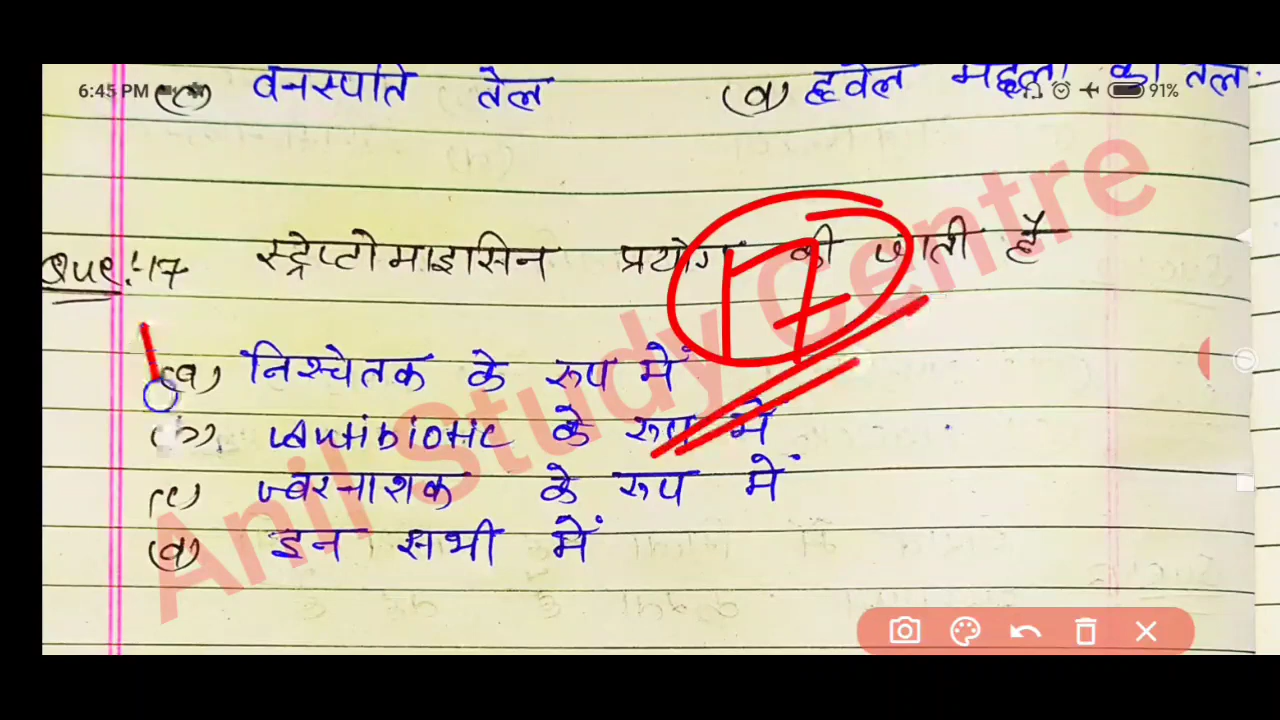 6:45 PM
(c) वनस्पति तेल (d) ह्वेल मछली का तेल
Que:-17 स्ट्रेप्टोमाइसिन प्रयोग की जाती है
17
(a) निश्चेतक के रूप में
(b) Antibiotic के रूप में
(c) ज्वरनाशक के रूप में
(d) इन सभी में
91%
Anil Study Centre